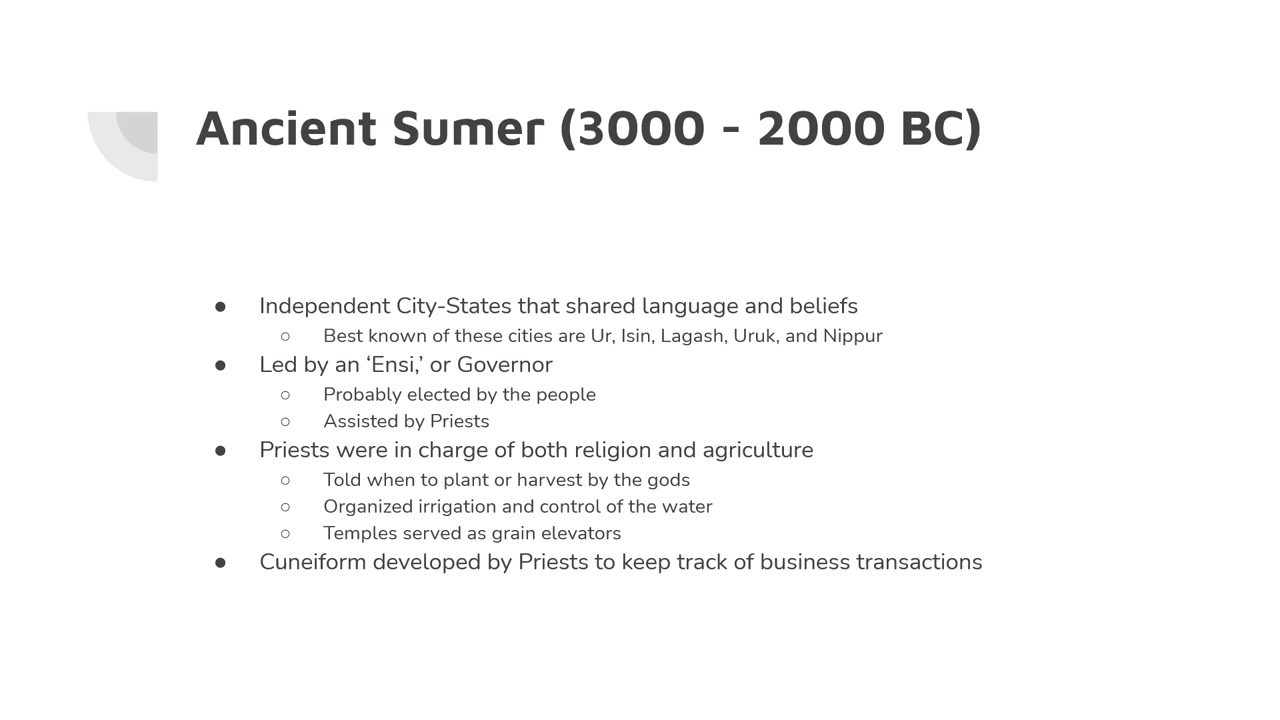 Ancient Sumer (3000 - 2000 BC)
● Independent City-States that shared language and beliefs
○ Best known of these cities are Ur, Isin, Lagash, Uruk, and Nippur
● Led by an ‘Ensi,’ or Governor
○ Probably elected by the people
○ Assisted by Priests
● Priests were in charge of both religion and agriculture
○ Told when to plant or harvest by the gods
○ Organized irrigation and control of the water
○ Temples served as grain elevators
● Cuneiform developed by Priests to keep track of business transactions